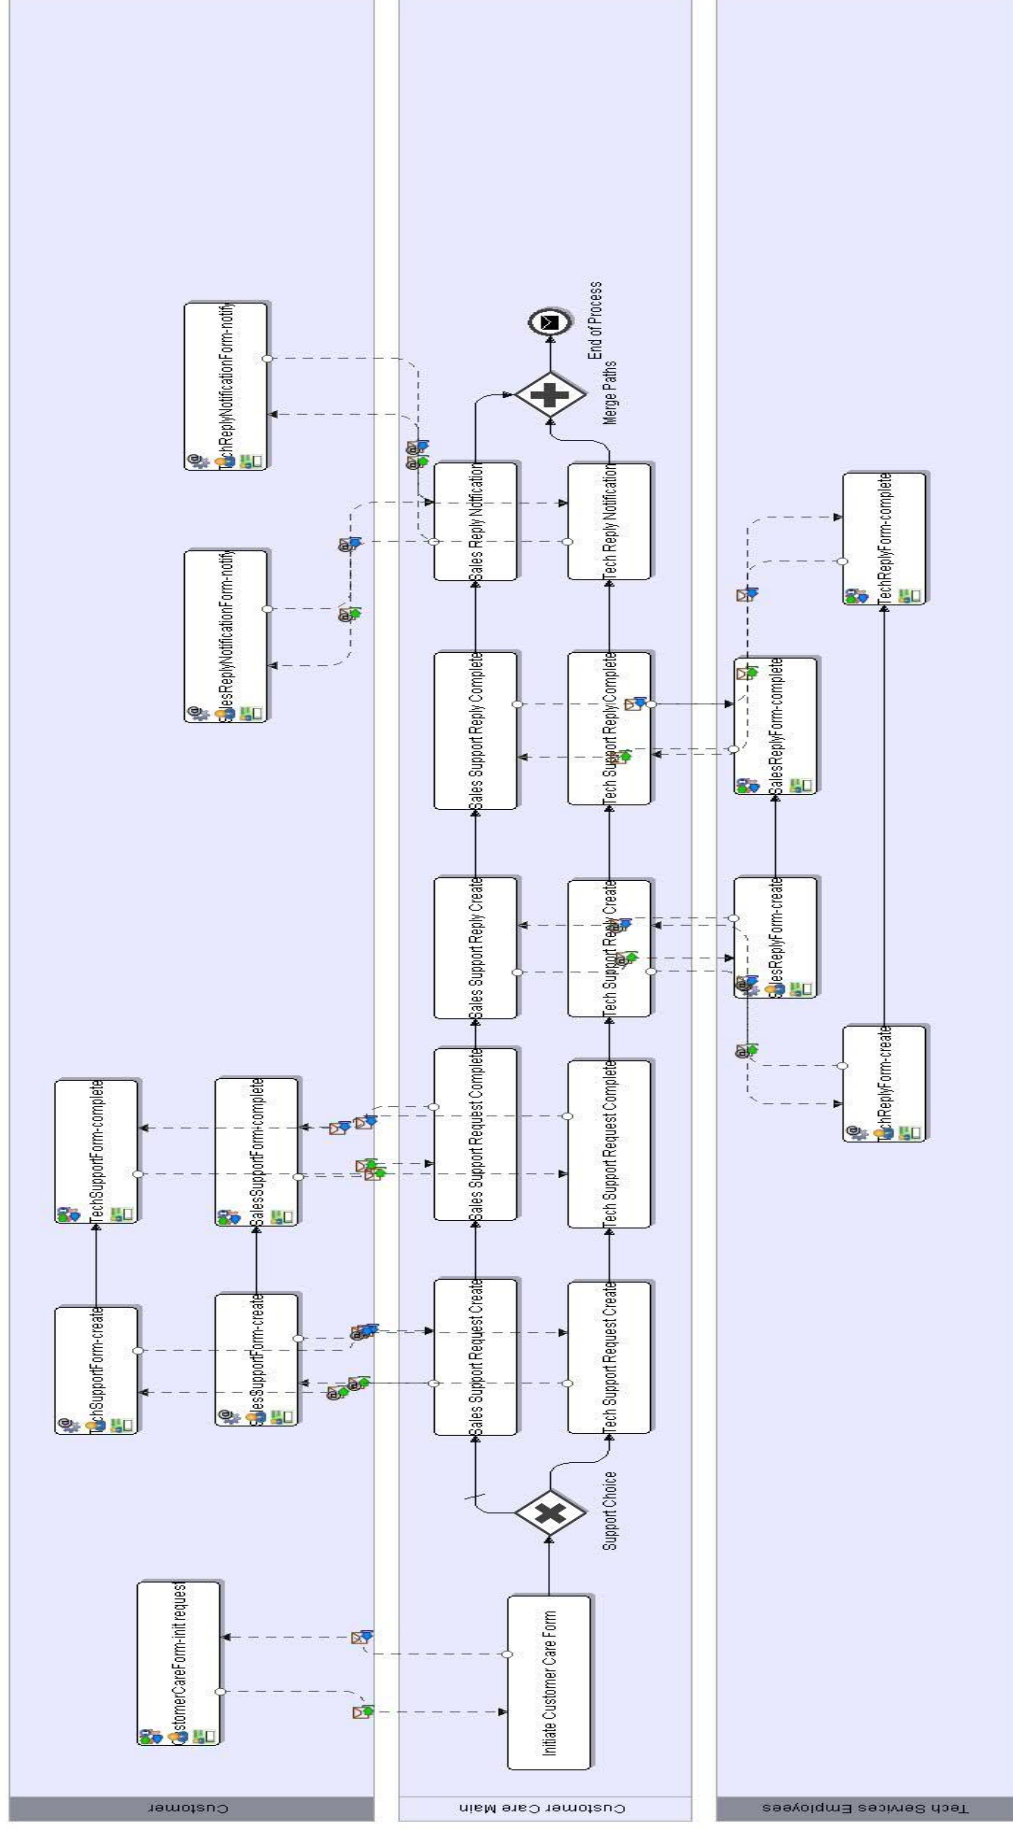 Customer
CustomerCareForm-init request
TechSupportForm-create
TechSupportForm-complete
SalesSupportForm-create
SalesSupportForm-complete
SalesReplyNotificationForm-notify
TechReplyNotificationForm-notify
Customer Care Main
Initiate Customer Care Form
Support Choice
Sales Support Request Create
Sales Support Request Complete
Sales Support Reply Create
Sales Support Reply Complete
Sales Reply Notification
Tech Support Request Create
Tech Support Request Complete
Tech Support Reply Create
Tech Support Reply Complete
Tech Reply Notification
Merge Paths
End of Process
Tech Services Employees
SalesReplyForm-create
SalesReplyForm-complete
TechReplyForm-create
TechReplyForm-complete